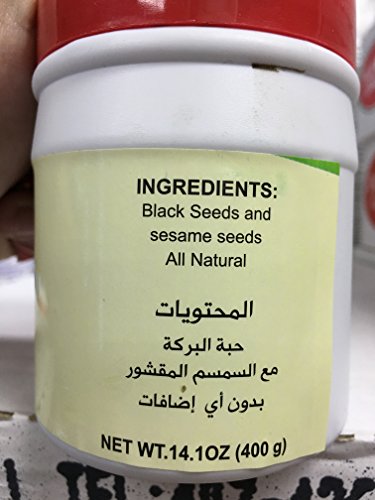 INGREDIENTS:
Black Seeds and
sesame seeds
All Natural
المحتويات
حبة البركة
مع السمسم المقشور
بدون أي إضافات
NET WT.14.1OZ (400 g)
TEL: